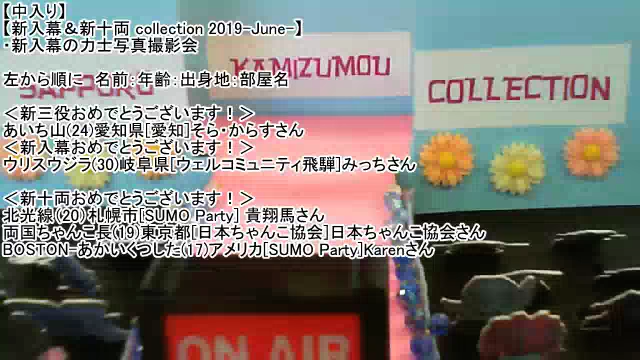 【中入り】
【新入幕＆新十両 collection 2019-June-】
・新入幕の力士写真撮影会
左から順に　名前：年齢：出身地：部屋名
SAPPORO
KAMIZUMOU
COLLECTION
＜新三役おめでとうございます！＞
あいち山(24)愛知県[愛知]そら・からすさん
＜新入幕おめでとうございます！＞
ウリスウジラ(30)岐阜県[ウェルコミュニティ飛騨]みっちさん
＜新十両おめでとうございます！＞
北光線(20)札幌市[SUMO Party] 貴翔馬さん
両国ちゃんこ長(19)東京都[日本ちゃんこ協会]日本ちゃんこ協会さん
BOSTON-あかいくつした(17)アメリカ[SUMO Party]Karenさん
ON AIR